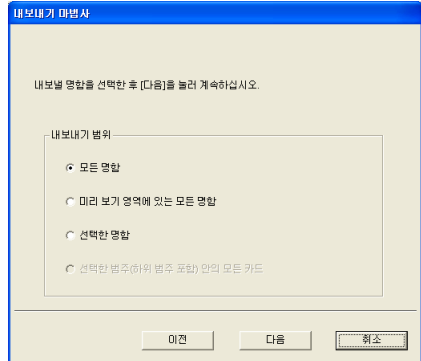 내보내기 마법사
내보낼 명함을 선택한 후 [다음]을 눌러 계속하십시오.
내보내기 범위
모든 명함
미리 보기 영역에 있는 모든 명함
선택한 명함
선택한 범주(하위 범주 포함) 안의 모든 카드
이전
다음
취소